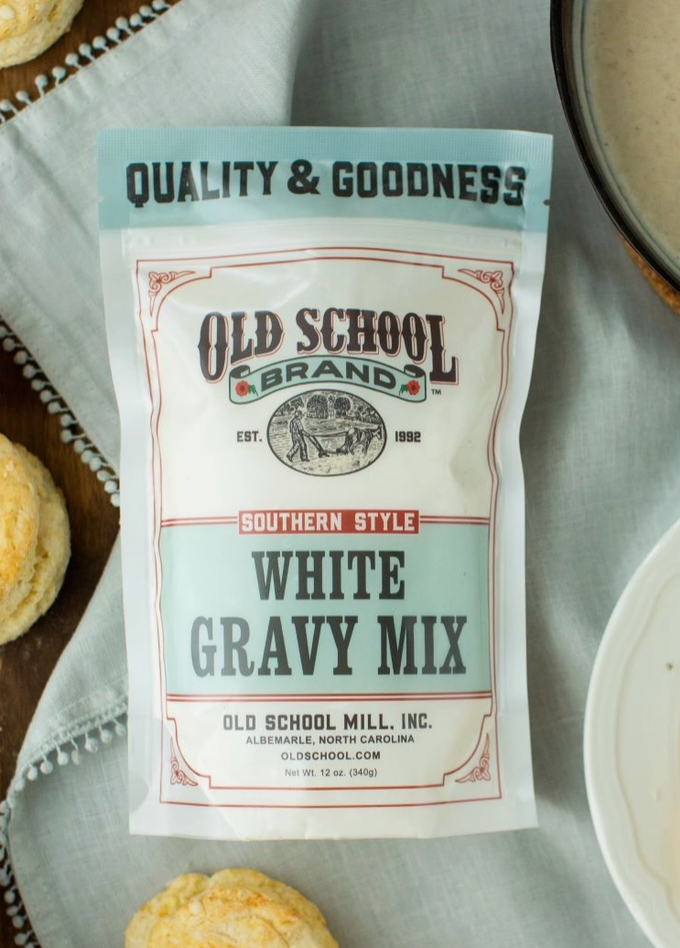 QUALITY & GOODNESS
OLD SCHOOL
BRAND™
EST. 1992
SOUTHERN STYLE
WHITE
GRAVY MIX
OLD SCHOOL MILL. INC.
ALBEMARLE, NORTH CAROLINA
OLDSCHOOL.COM
Net Wt. 12 oz. (340g)